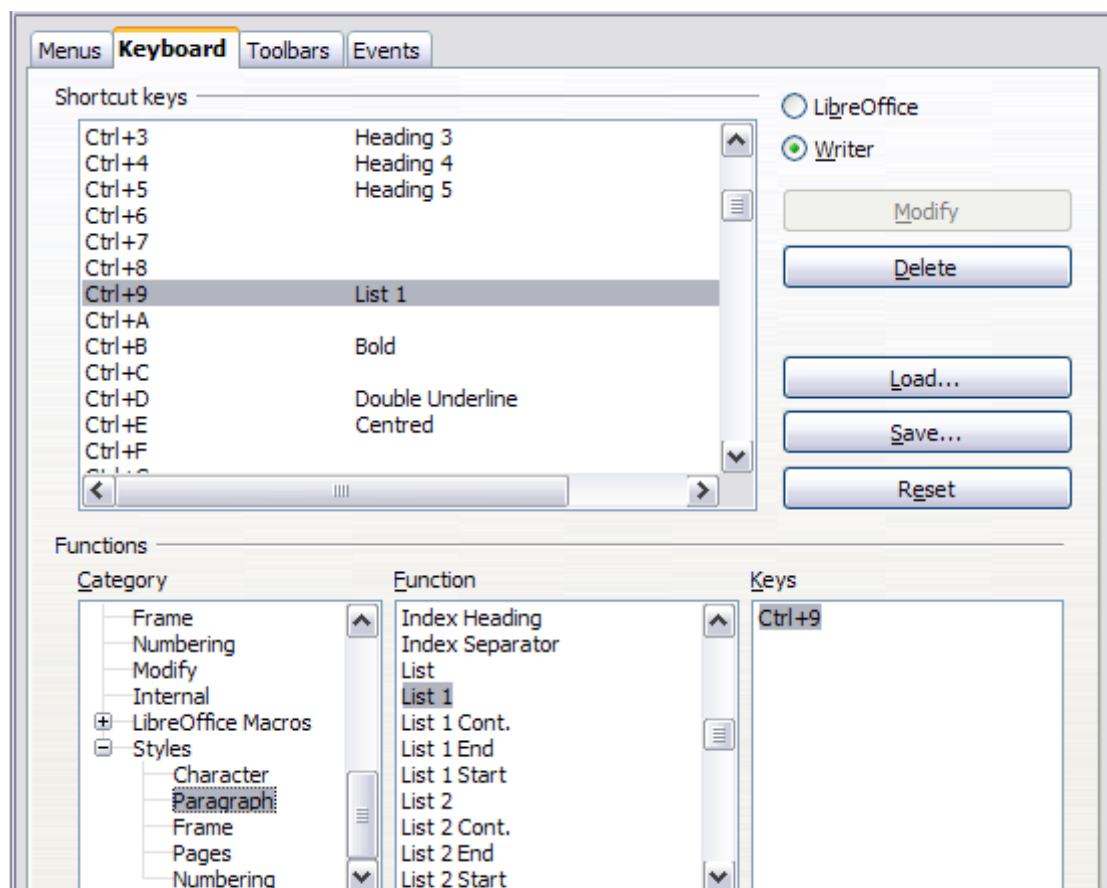 Menus Keyboard Toolbars Events
Shortcut keys
LibreOffice
Writer
Ctrl+3 Heading 3
Ctrl+4 Heading 4
Ctrl+5 Heading 5
Ctrl+6
Ctrl+7
Ctrl+8
Ctrl+9 List 1
Ctrl+A
Ctrl+B Bold
Ctrl+C
Ctrl+D Double Underline
Ctrl+E Centred
Ctrl+F
Modify
Delete
Load...
Save...
Reset
Functions
Category
Frame
Numbering
Modify
Internal
LibreOffice Macros
Styles
Character
Paragraph
Frame
Pages
Numbering
Function
Index Heading
Index Separator
List
List 1
List 1 Cont.
List 1 End
List 1 Start
List 2
List 2 Cont.
List 2 End
List 2 Start
Keys
Ctrl+9